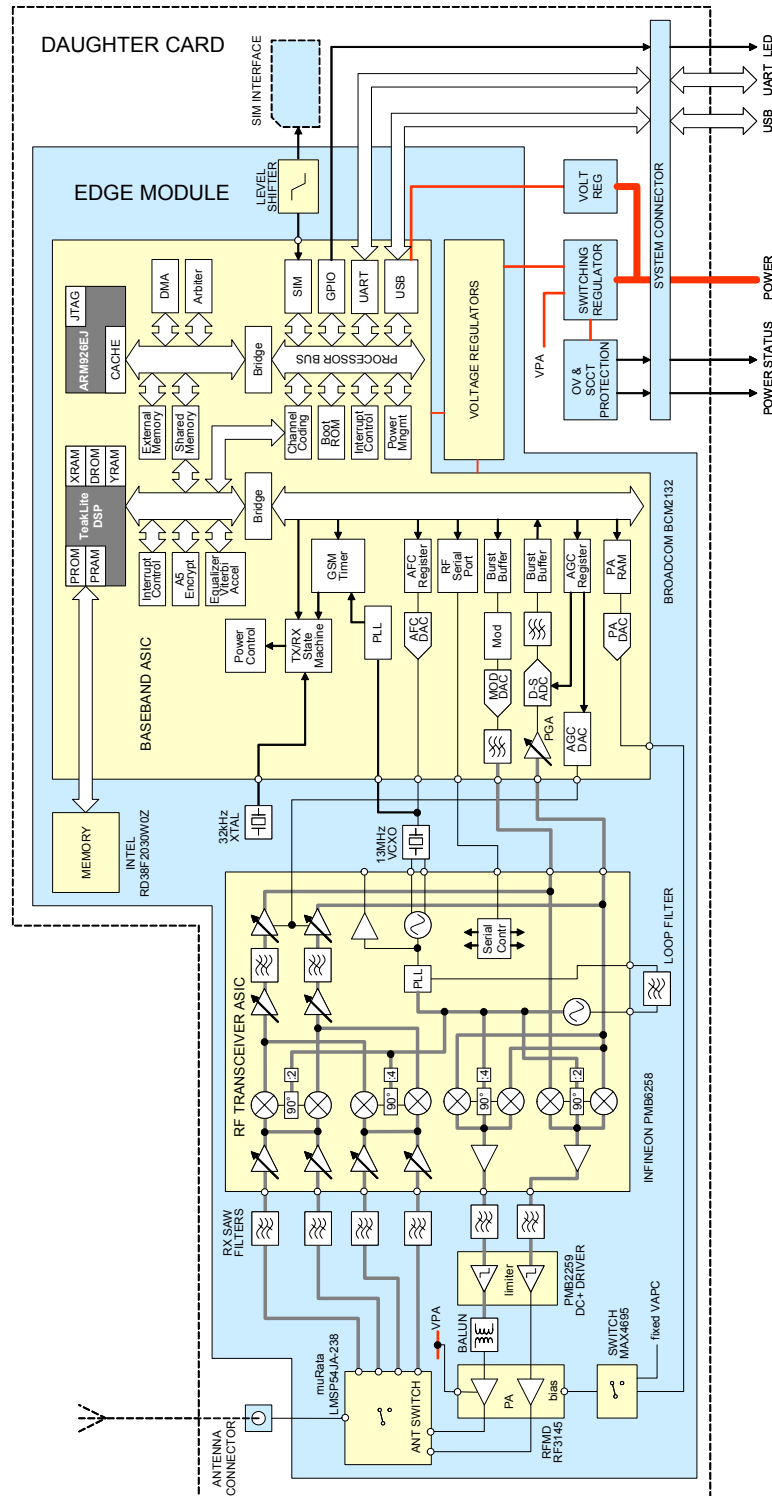 DAUGHTER CARD
SIM INTERFACE
EDGE MODULE
LEVEL
SHIFTER
LED
UART
USB
JTAG
ARM926EJ
CACHE
DMA
Arbiter
SIM
GPIO
UART
USB
VOLT
REG
SYSTEM CONNECTOR
Bridge
PROCESSOR BUS
External
Memory
Shared
Memory
Channel
Coding
Boot
ROM
Interrupt
Control
Power
Mngmt
VOLTAGE REGULATORS
SWITCHING
REGULATOR
VPA
OV &
SCCT
PROTECTION
POWER
POWER STATUS
XRAM
DROM
YRAM
TeakLite
DSP
PROM
PRAM
Bridge
Interrupt
Control
A5
Encrypt
Equalizer
Viterbi
Accel
GSM
Timer
AFC
Register
RF
Serial
Port
Burst
Buffer
Burst
Buffer
AGC
Register
PA
RAM
BROADCOM BCM2132
Power
Control
TX/RX
State
Machine
PLL
AFC
DAC
Mod
MOD
DAC
D-S
ADC
PGA
AGC
DAC
PA
DAC
BASEBAND ASIC
MEMORY
INTEL
RD38F2030W0Z
32kHz
XTAL
13MHz
VCXO
Serial
Contr
PLL
LOOP FILTER
RF TRANSCEIVER ASIC
:2
:4
:4
:2
90°
90°
90°
90°
INFINEON PMB6258
RX SAW
FILTERS
limiter
PMB2259
DC+ DRIVER
BALUN
VPA
muRata
LMSP54JA-238
ANT SWITCH
PA
bias
RFMD
RF3145
SWITCH
MAX4695
fixed VAPC
ANTENNA
CONNECTOR